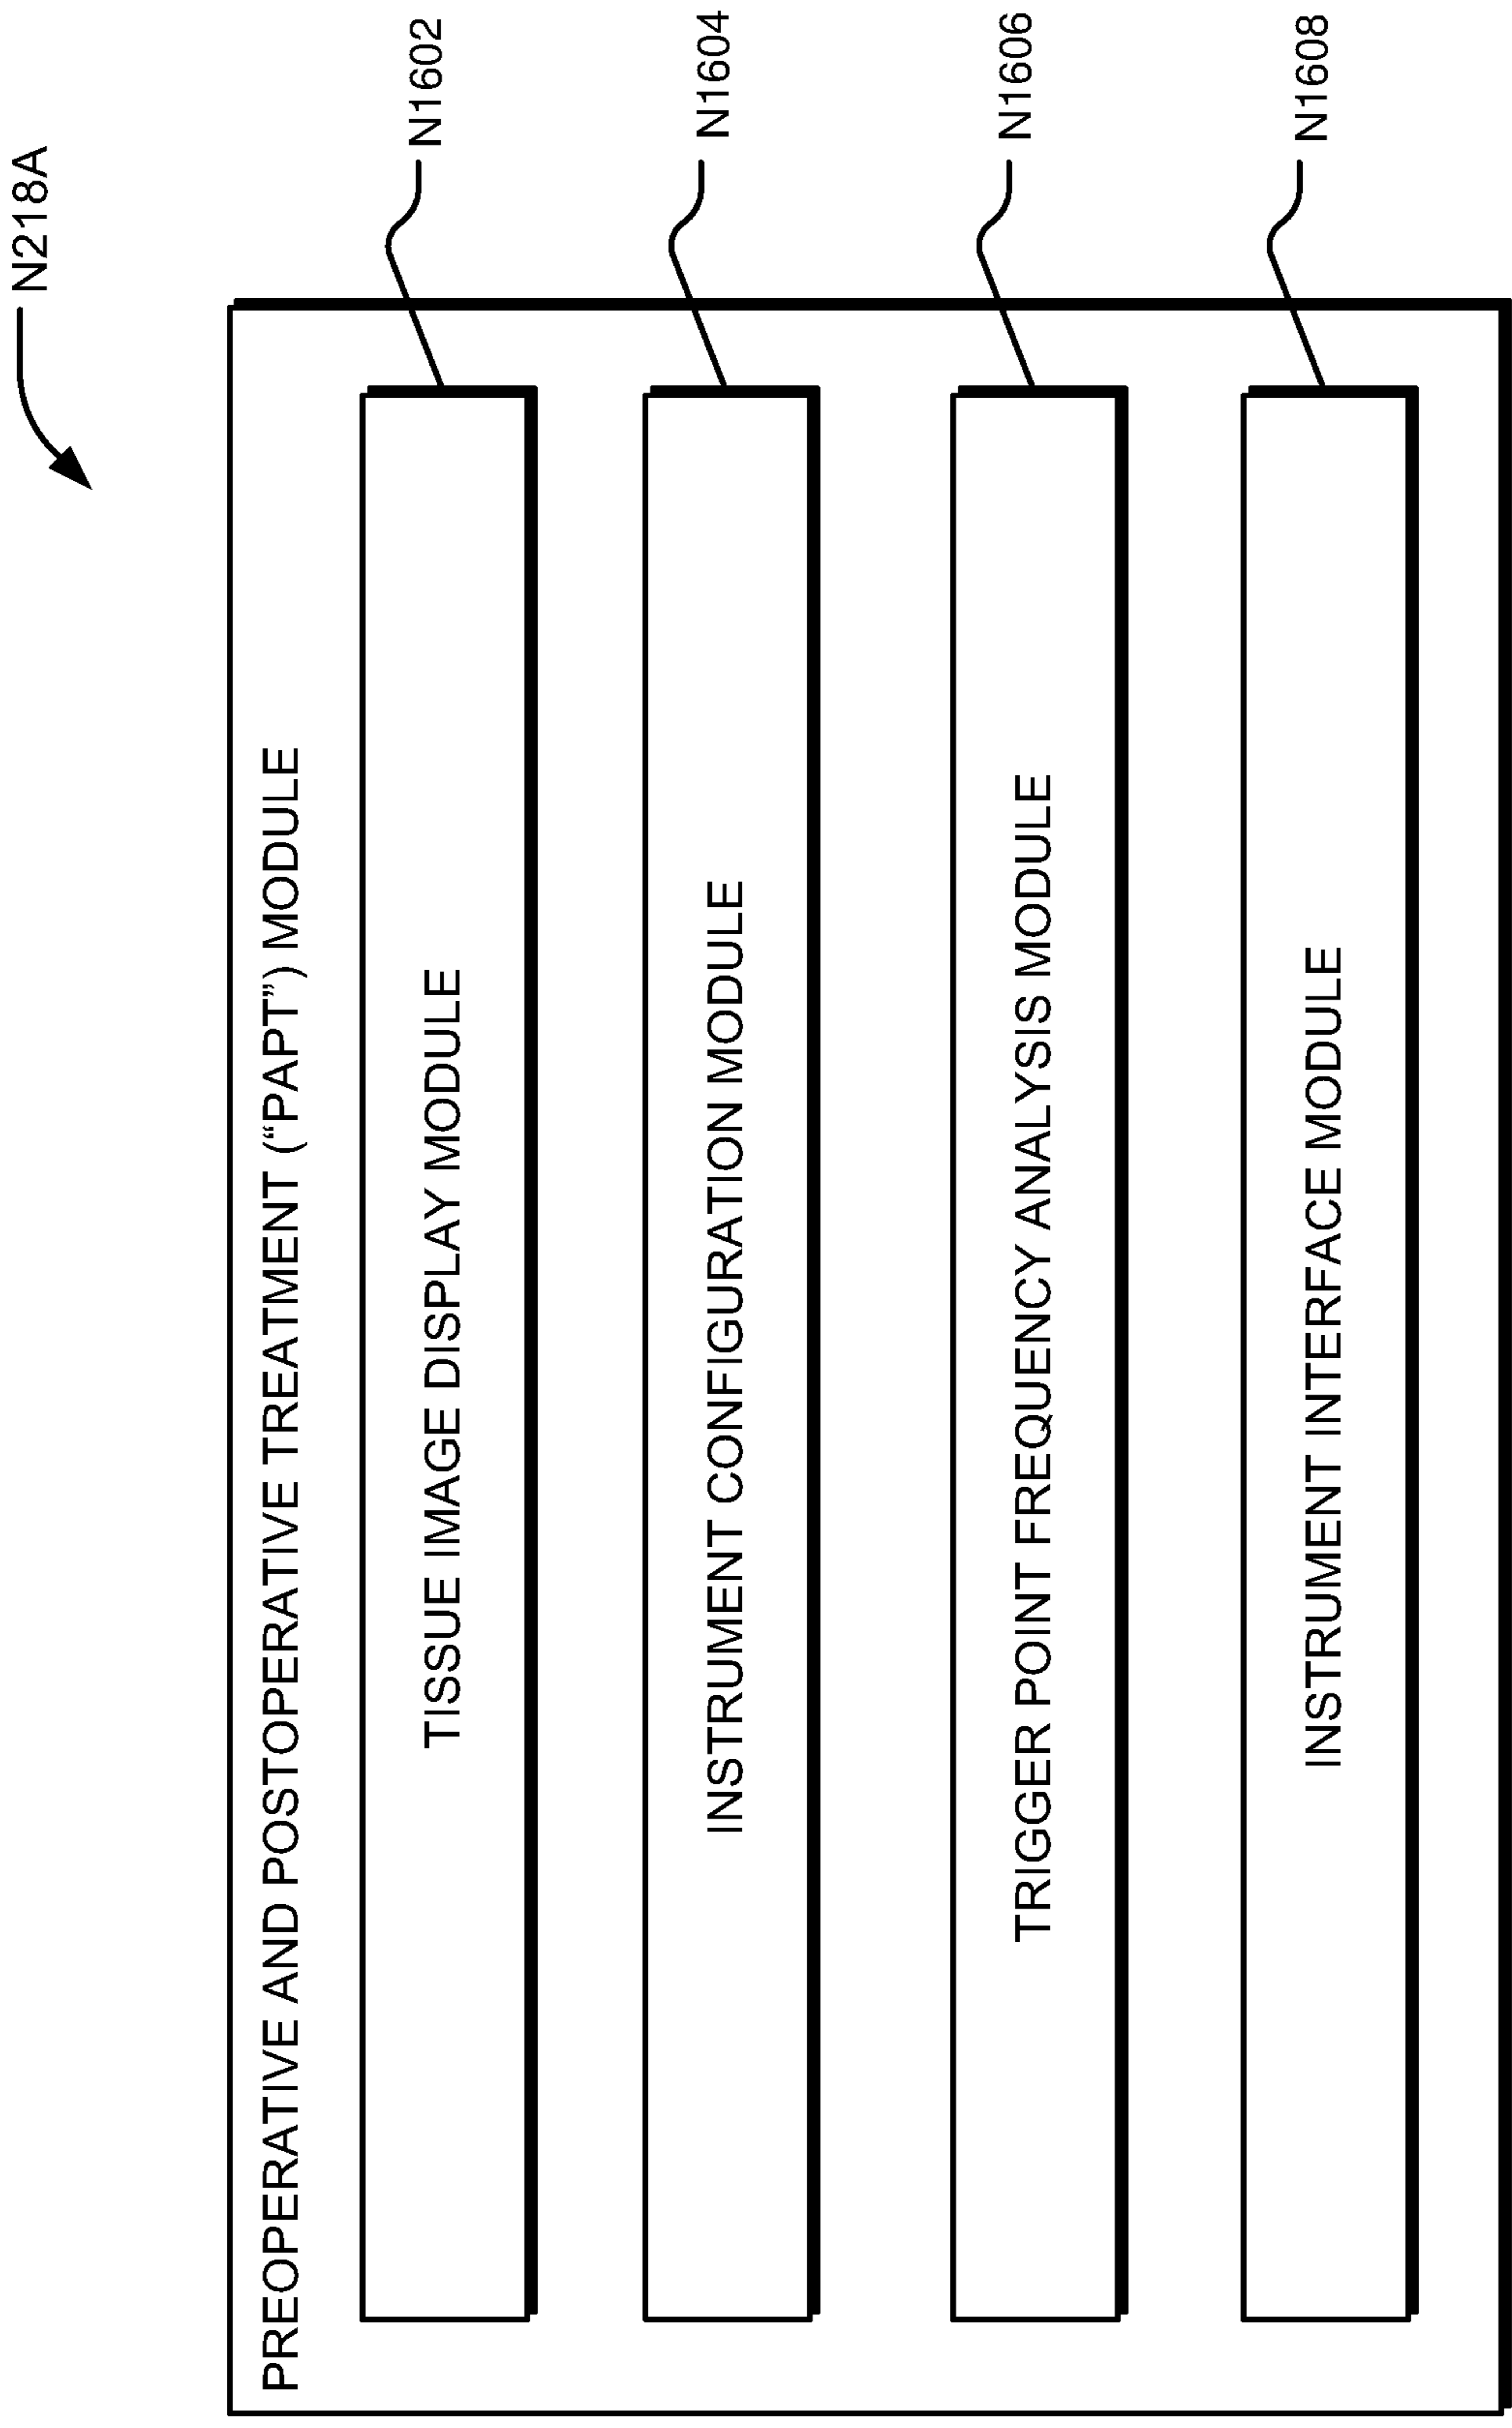 N218A
PREOPERATIVE AND POSTOPERATIVE TREATMENT (“PAPT”) MODULE
TISSUE IMAGE DISPLAY MODULE
N1602
INSTRUMENT CONFIGURATION MODULE
N1604
TRIGGER POINT FREQUENCY ANALYSIS MODULE
N1606
INSTRUMENT INTERFACE MODULE
N1608